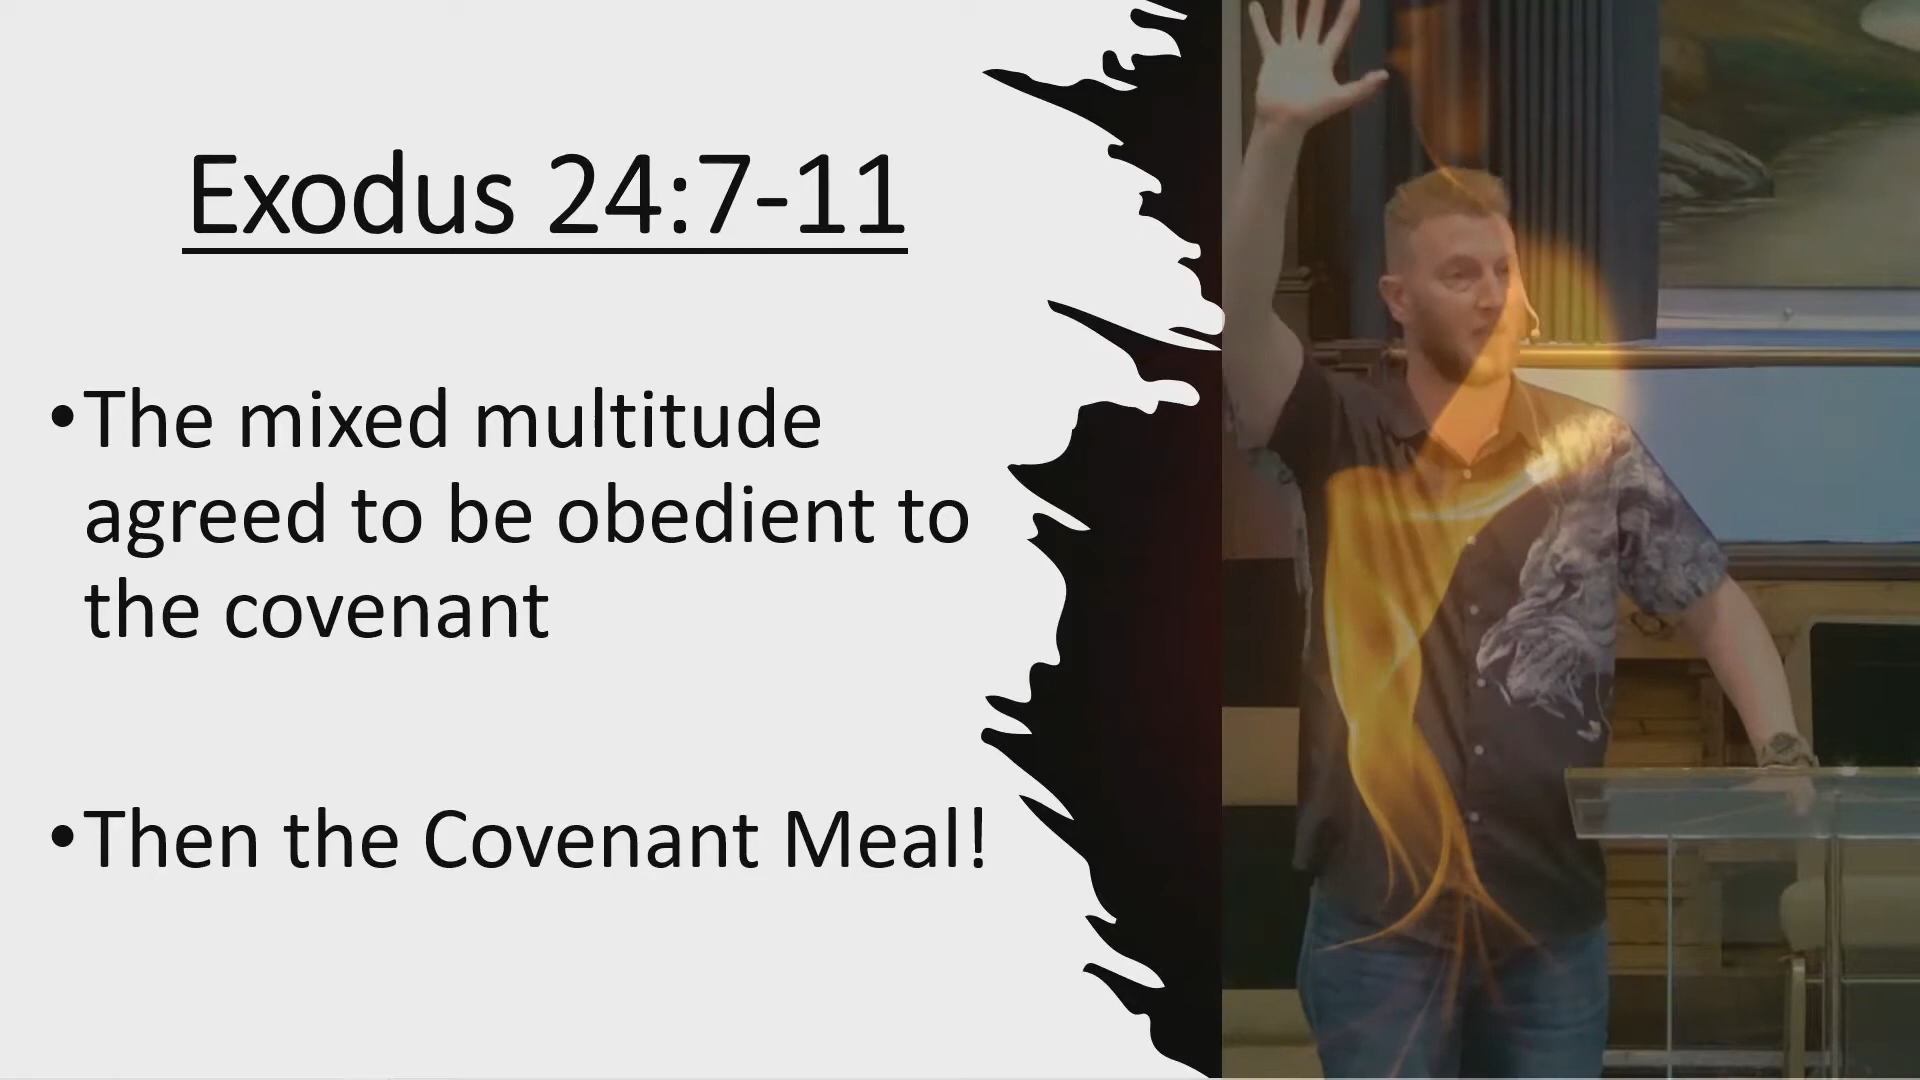 Exodus 24:7-11
•The mixed multitude
agreed to be obedient to
the covenant
•Then the Covenant Meal!